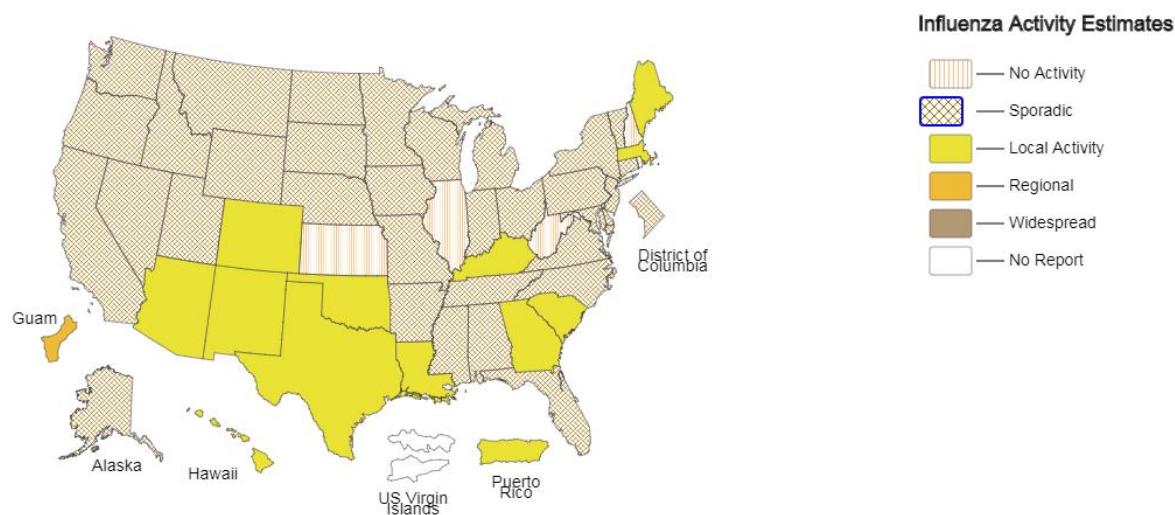 Influenza Activity Estimates
No Activity
Sporadic
Local Activity
Regional
Widespread
No Report
District of
Columbia
Guam
Alaska
Hawaii
US Virgin
Islands
Puerto
Rico